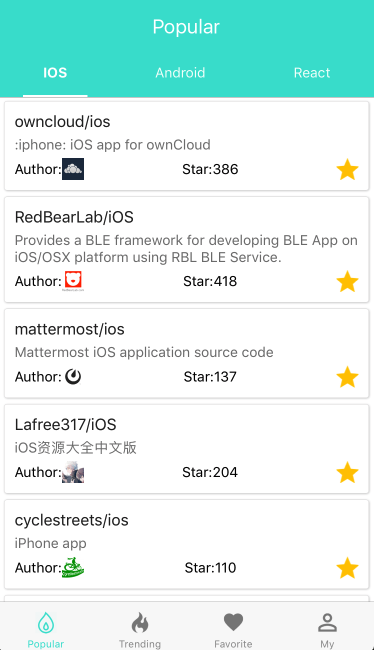 Popular
IOS
Android
React
owncloud/ios
:iphone: iOS app for ownCloud
Author:
Star:386
RedBearLab/iOS
Provides a BLE framework for developing BLE App on
iOS/OSX platform using RBL BLE Service.
Author:
Star:418
mattermost/ios
Mattermost iOS application source code
Author:
Star:137
Lafree317/iOS
iOS资源大全中文版
Author:
Star:204
cyclestreets/ios
iPhone app
Author:
Star:110
Popular
Trending
Favorite
My